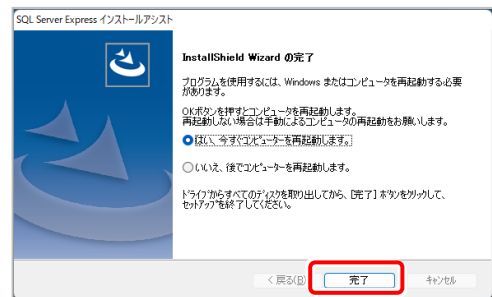 SQL Server Express インストールアシスト
InstallShield Wizard の完了
プログラムを使用するには、Windows またはコンピュータを再起動する必要
があります。
OKボタンを押すとコンピュータを再起動します。
再起動しない場合は手動によるコンピュータの再起動をお願いします。
はい、今すぐコンピューターを再起動します。
いいえ、後でコンピューターを再起動します。
ドライブからすべてのディスクを取り出してから、[完了] ボタンをクリックして、
セットアップを終了してください。
< 戻る(B)
完了
キャンセル